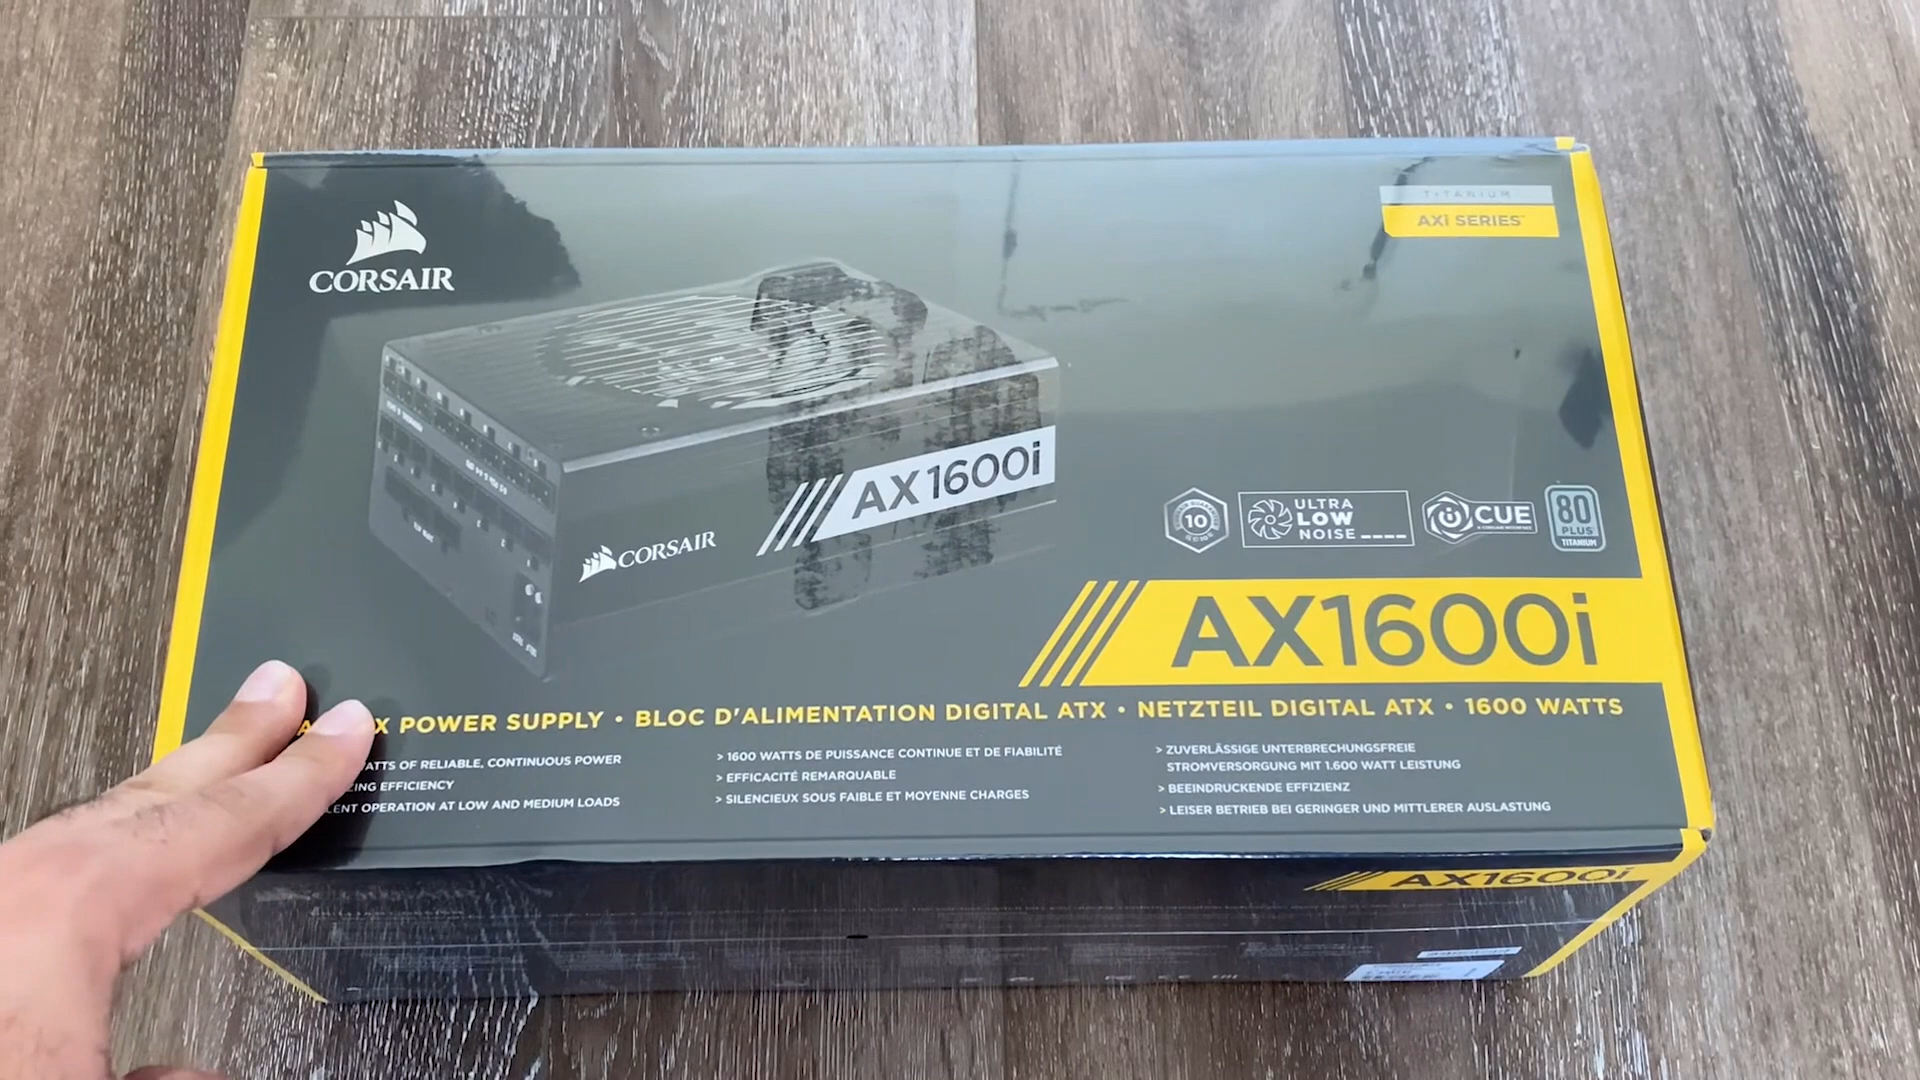 CORSAIR
TITANIUM
AXi SERIES™
AX1600i
CORSAIR
10
ULTRA
LOW
NOISE
CUE
80
PLUS
TITANIUM
AX1600i
POWER SUPPLY • BLOC D'ALIMENTATION DIGITAL ATX • NETZTEIL DIGITAL ATX • 1600 WATTS
OF RELIABLE, CONTINUOUS POWER
EFFICIENCY
OPERATION AT LOW AND MEDIUM LOADS
> 1600 WATTS DE PUISSANCE CONTINUE ET DE FIABILITÉ
> EFFICACITÉ REMARQUABLE
> SILENCIEUX SOUS FAIBLE ET MOYENNE CHARGES
> ZUVERLÄSSIGE UNTERBRECHUNGSFREIE
STROMVERSORGUNG MIT 1.600 WATT LEISTUNG
> BEEINDRUCKENDE EFFIZIENZ
> LEISER BETRIEB BEI GERINGER UND MITTLERER AUSLASTUNG
AX1600i